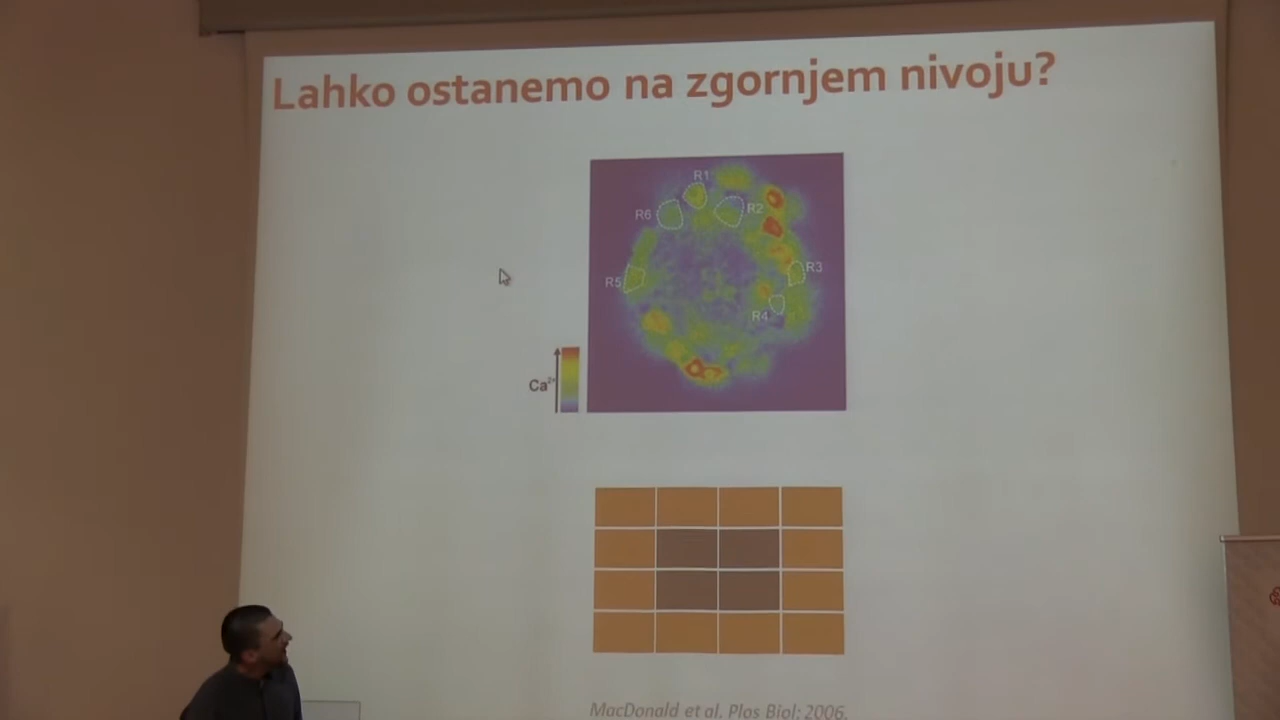 Lahko ostanemo na zgornjem nivoju?
R1
R2
R6
R3
R5
R4
Ca²⁺
MacDonald et al. Plos Biol; 2006.